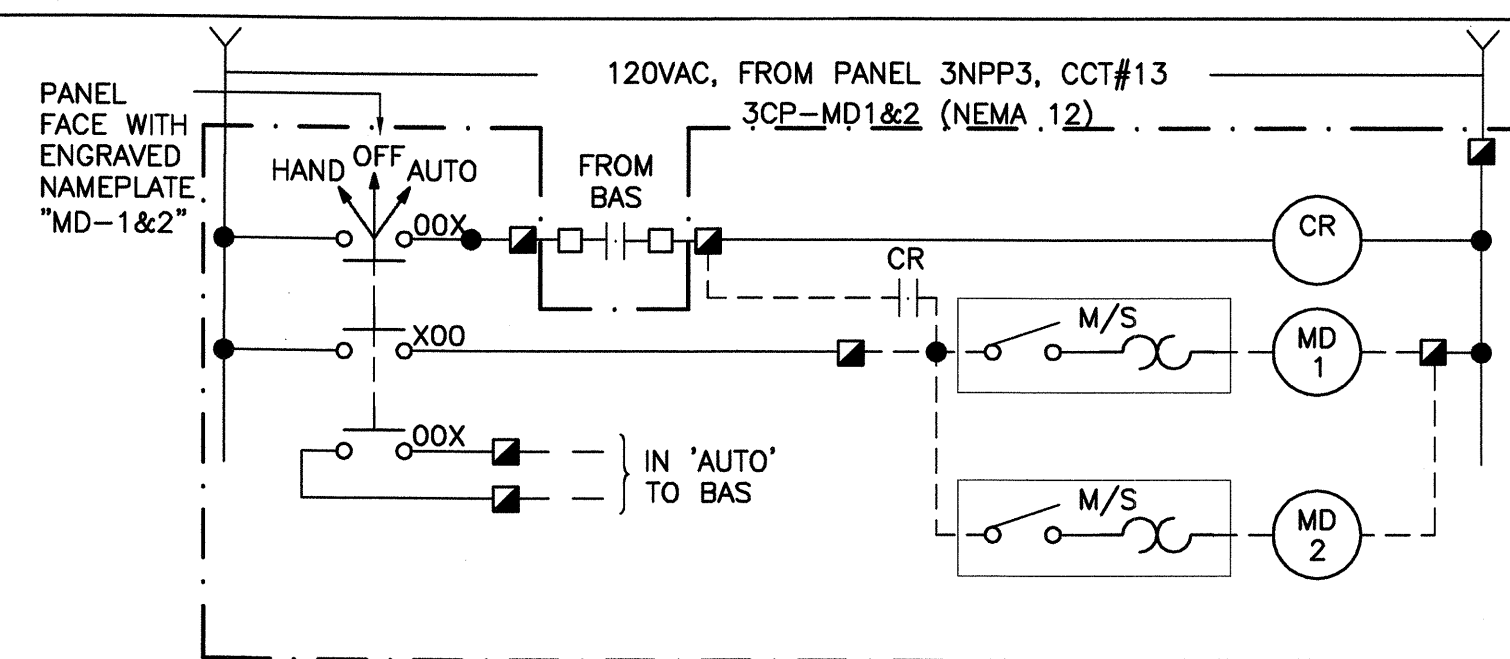 120VAC, FROM PANEL 3NPP3, CCT#13
3CP-MD1&2 (NEMA 12)
PANEL
FACE WITH
ENGRAVED
NAMEPLATE
"MD-1&2"
HAND OFF AUTO
FROM
BAS
00X
CR
CR
X00
M/S
MD
1
00X
IN 'AUTO'
TO BAS
M/S
MD
2